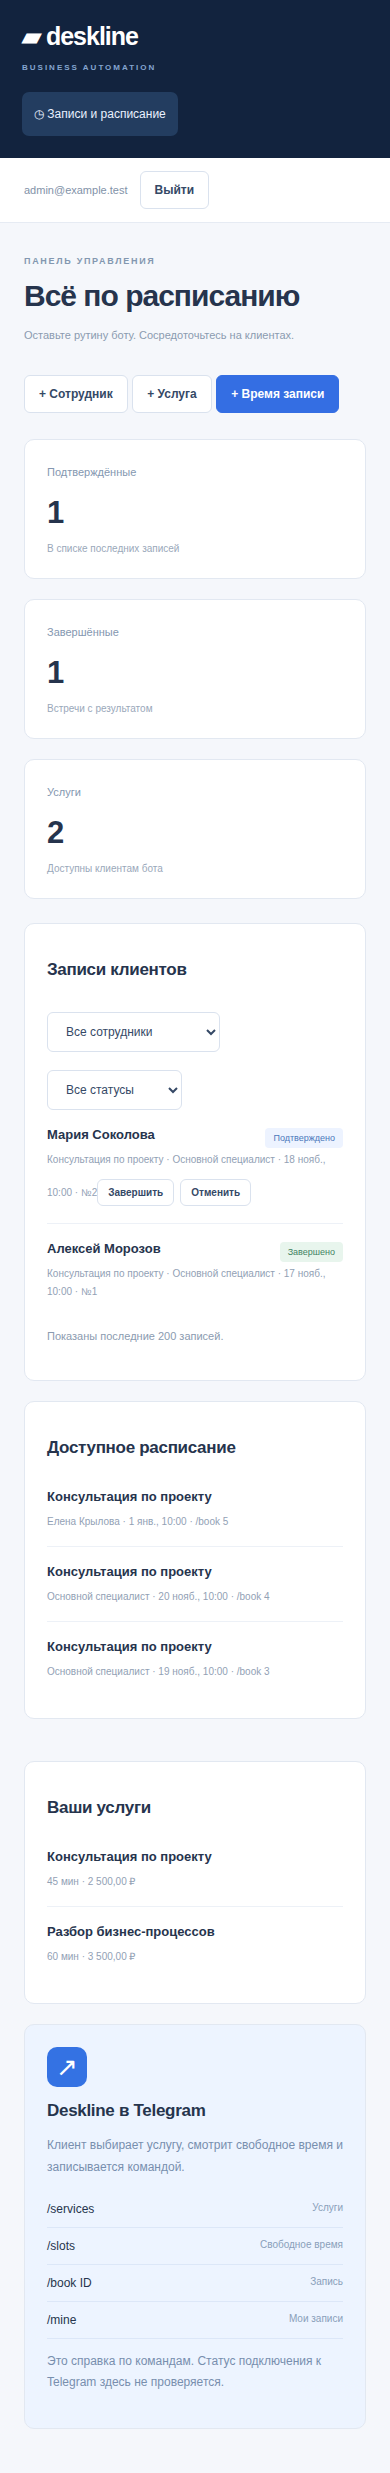 deskline
BUSINESS AUTOMATION
Записи и расписание
admin@example.test
Выйти
ПАНЕЛЬ УПРАВЛЕНИЯ
Всё по расписанию
Оставьте рутину боту. Сосредоточьтесь на клиентах.
+ Сотрудник
+ Услуга
+ Время записи
Подтверждённые
1
В списке последних записей
Завершённые
1
Встречи с результатом
Услуги
2
Доступны клиентам бота
Записи клиентов
Все сотрудники
Все статусы
Мария Соколова
Подтверждено
Консультация по проекту · Основной специалист · 18 нояб.,
10:00 · №2
Завершить
Отменить
Алексей Морозов
Завершено
Консультация по проекту · Основной специалист · 17 нояб.,
10:00 · №1
Показаны последние 200 записей.
Доступное расписание
Консультация по проекту
Елена Крылова · 1 янв., 10:00 · /book 5
Консультация по проекту
Основной специалист · 20 нояб., 10:00 · /book 4
Консультация по проекту
Основной специалист · 19 нояб., 10:00 · /book 3
Ваши услуги
Консультация по проекту
45 мин · 2 500,00 ₽
Разбор бизнес-процессов
60 мин · 3 500,00 ₽
Deskline в Telegram
Клиент выбирает услугу, смотрит свободное время и
записывается командой.
/services
Услуги
/slots
Свободное время
/book ID
Запись
/mine
Мои записи
Это справка по командам. Статус подключения к
Telegram здесь не проверяется.